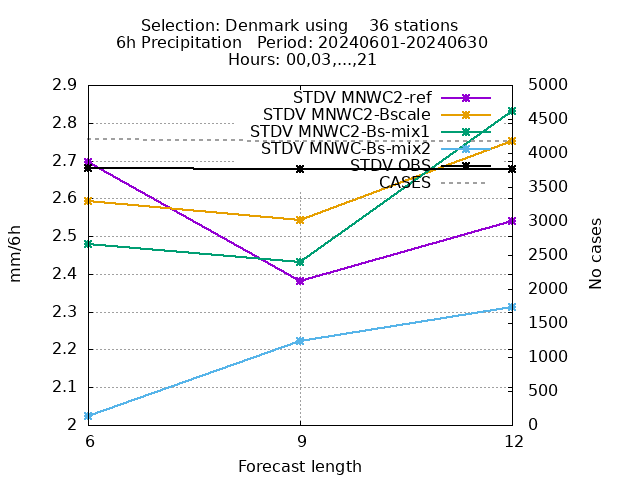 Selection: Denmark using    36 stations
6h Precipitation   Period: 20240601-20240630
Hours: 00,03,...,21
STDV MNWC2-ref
STDV MNWC2-Bscale
STDV MNWC2-Bs-mix1
STDV MNWC-Bs-mix2
STDV OBS
CASES
2.9
2.8
2.7
2.6
2.5
2.4
2.3
2.2
2.1
2
mm/6h
5000
4500
4000
3500
3000
2500
2000
1500
1000
500
0
No cases
6 9 12
Forecast length